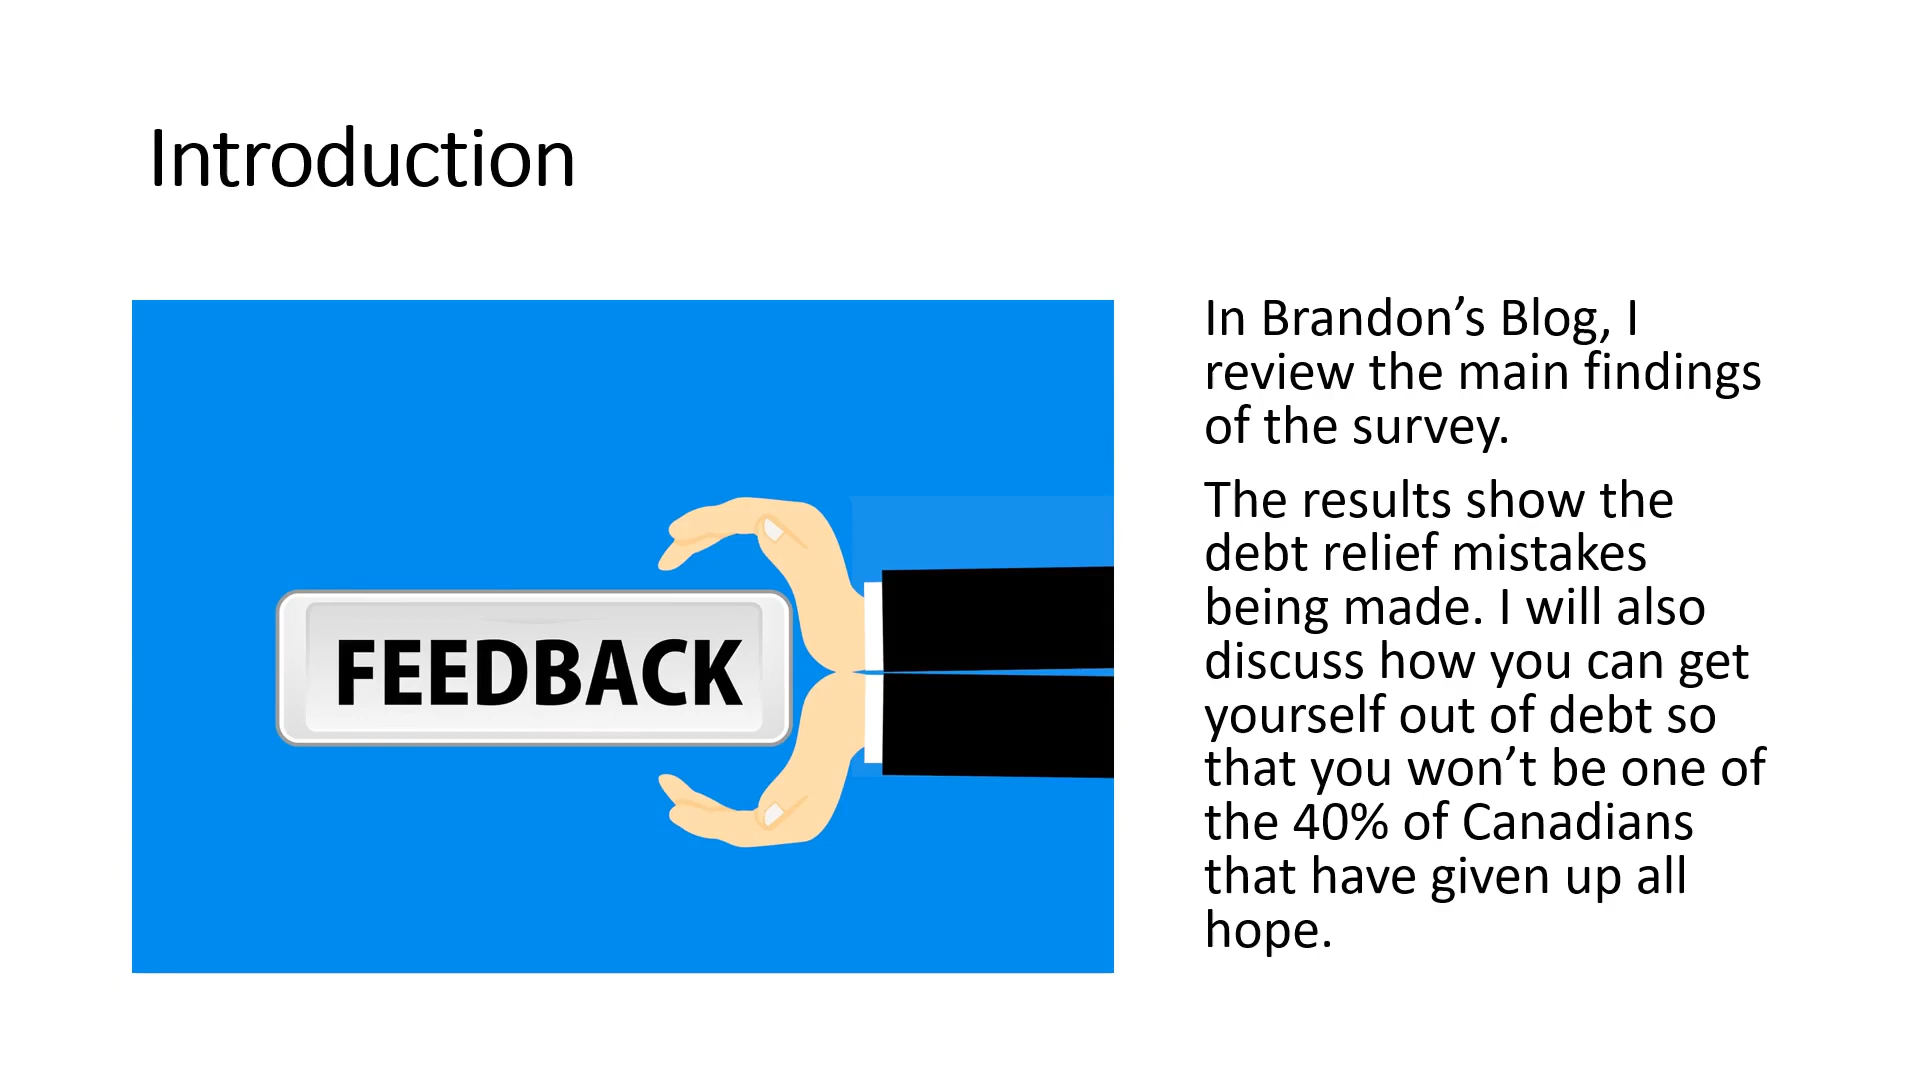 Introduction
FEEDBACK
In Brandon’s Blog, I
review the main findings
of the survey.
The results show the
debt relief mistakes
being made. I will also
discuss how you can get
yourself out of debt so
that you won’t be one of
the 40% of Canadians
that have given up all
hope.